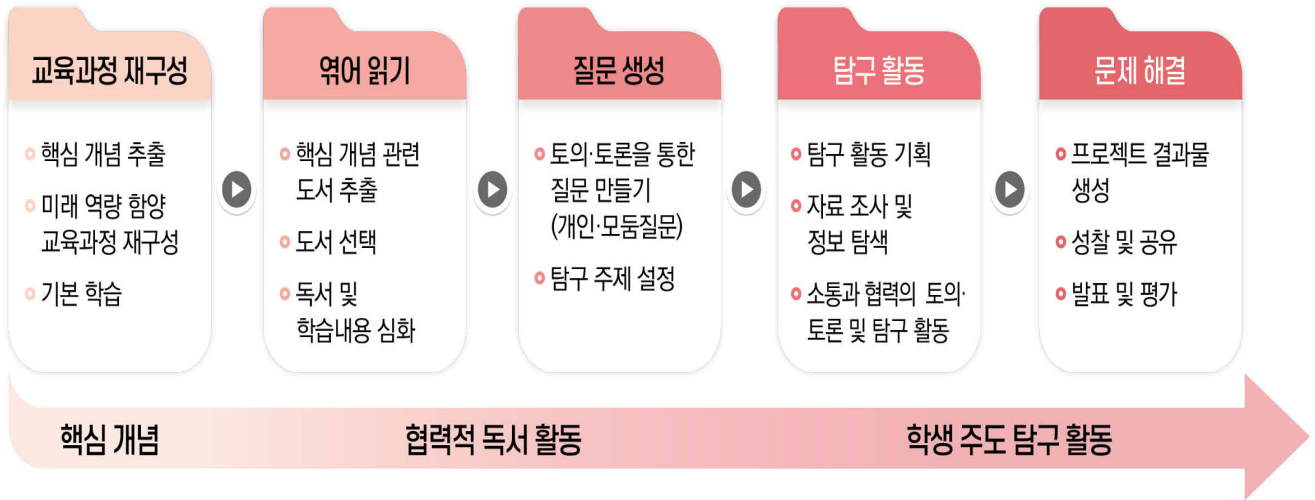 교육과정 재구성
핵심 개념 추출
미래 역량 함양
교육과정 재구성
기본 학습
엮어 읽기
핵심 개념 관련
도서 추출
도서 선택
독서 및
학습내용 심화
질문 생성
토의·토론을 통한
질문 만들기
(개인·모둠질문)
탐구 주제 설정
탐구 활동
탐구 활동 기획
자료 조사 및
정보 탐색
소통과 협력의 토의·
토론 및 탐구 활동
문제 해결
프로젝트 결과물
생성
성찰 및 공유
발표 및 평가
핵심 개념
협력적 독서 활동
학생 주도 탐구 활동